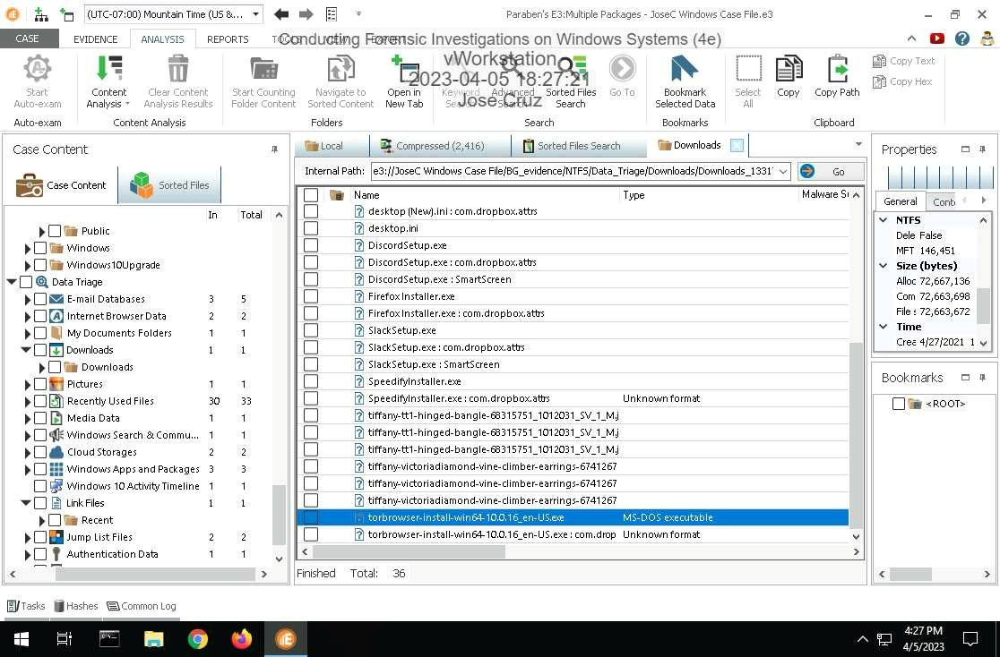 (UTC-07:00) Mountain Time (US &...
Paraben's E3:Multiple Packages - JoseC Windows Case File.e3
CASE EVIDENCE ANALYSIS REPORTS
Conducting Forensic Investigations on Windows Systems (4e)
vWorkstation
2023-04-05 18:27:21
Jose Cruz
Start
Auto-exam
Content
Analysis
Clear Content
Analysis Results
Start Counting
Folder Content
Navigate to
Sorted Content
Open in
New Tab
Keyword
Search
Advanced
Search
Sorted Files
Search
Go To
Bookmark
Selected Data
Select
All
Copy
Copy Path
Copy Text
Copy Hex
Auto-exam Content Analysis Folders Search Bookmarks Clipboard
Case Content
Case Content Sorted Files
In Total
Public
Windows
Windows10Upgrade
Data Triage
E-mail Databases 3 5
Internet Browser Data 2 2
My Documents Folders 1 1
Downloads 1 1
Downloads
Pictures 1 1
Recently Used Files 30 33
Media Data 1 1
Windows Search & Commu... 1 1
Cloud Storages 2 2
Windows Apps and Packages 3 3
Windows 10 Activity Timeline 1 1
Link Files 1 1
Recent
Jump List Files 2 2
Authentication Data 1 1
Local Compressed (2,416) Sorted Files Search Downloads
Internal Path: e3://JoseC Windows Case File/BG_evidence/NTFS/Data_Triage/Downloads/Downloads_1331 Go
Name Type Malware Su
desktop (New).ini : com.dropbox.attrs
desktop.ini
DiscordSetup.exe
DiscordSetup.exe : com.dropbox.attrs
DiscordSetup.exe : SmartScreen
Firefox Installer.exe
Firefox Installer.exe : com.dropbox.attrs
SlackSetup.exe
SlackSetup.exe : com.dropbox.attrs
SlackSetup.exe : SmartScreen
SpeedifyInstaller.exe
SpeedifyInstaller.exe : com.dropbox.attrs Unknown format
tiffany-tt1-hinged-bangle-68315751_1012031_SV_1_M.j
tiffany-tt1-hinged-bangle-68315751_1012031_SV_1_M.j
tiffany-tt1-hinged-bangle-68315751_1012031_SV_1_M.j
tiffany-victoriadiamond-vine-climber-earrings-6741267
tiffany-victoriadiamond-vine-climber-earrings-6741267
tiffany-victoriadiamond-vine-climber-earrings-6741267
torbrowser-install-win64-10.0.16_en-US.exe MS-DOS executable
torbrowser-install-win64-10.0.16_en-US.exe : com.drop Unknown format
Finished Total: 36
Properties
General Cont
NTFS
Dele False
MFT 146,451
Size (bytes)
Alloc 72,667,136
Com 72,663,698
File s 72,663,672
Time
Crea 4/27/2021 1
Bookmarks
<ROOT>
Tasks Hashes Common Log
4:27 PM
4/5/2023